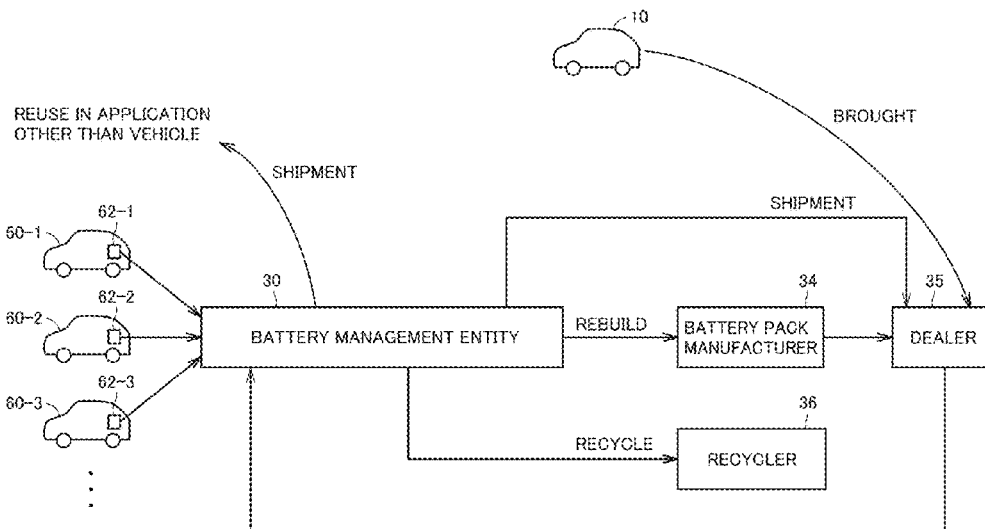 10
REUSE IN APPLICATION
OTHER THAN VEHICLE
BROUGHT
SHIPMENT
62-1
SHIPMENT
60-1
30
34
35
62-2
60-2
BATTERY MANAGEMENT ENTITY
REBUILD
BATTERY PACK
MANUFACTURER
DEALER
62-3
60-3
36
RECYCLE
RECYCLER